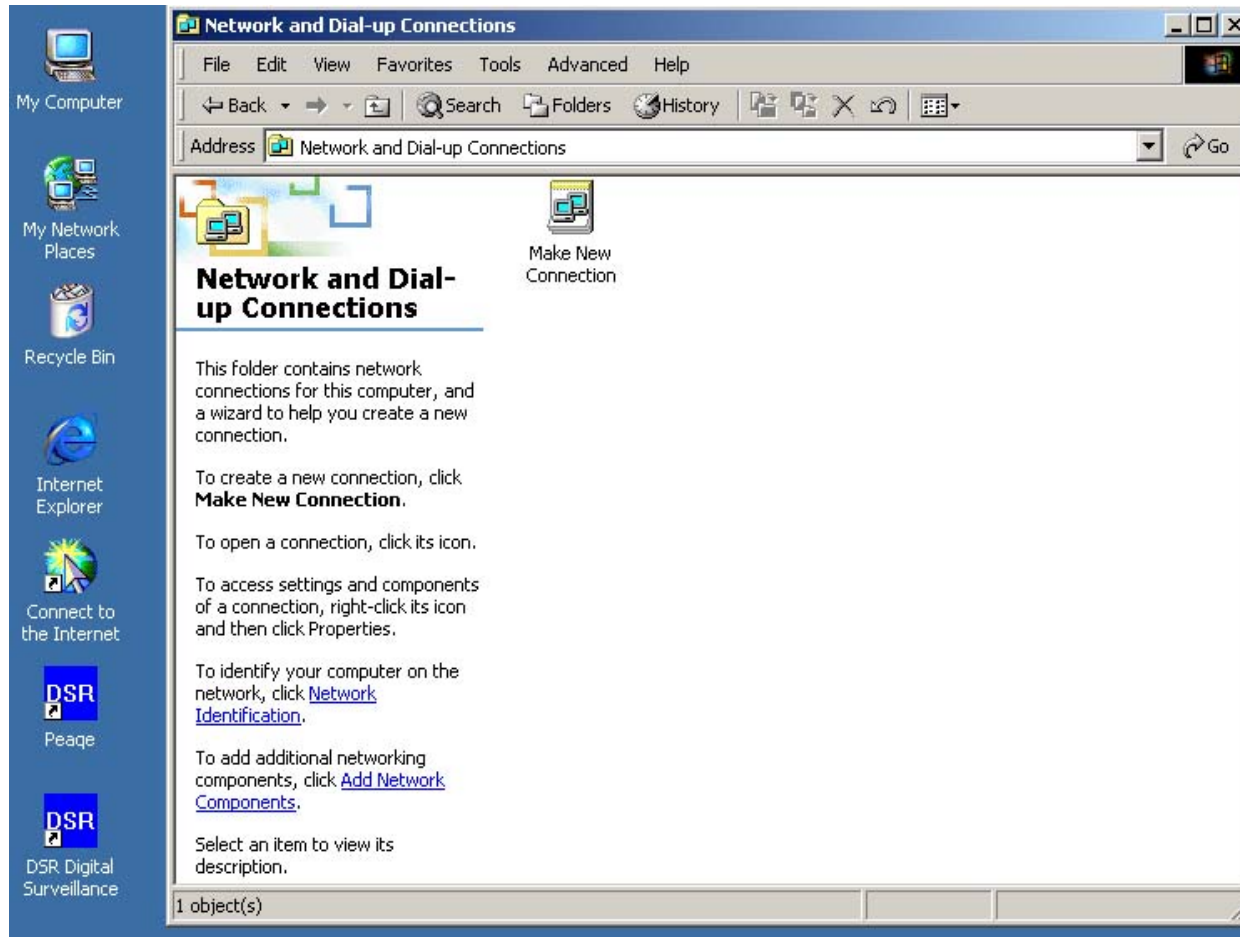 My Computer
My Network
Places
Recycle Bin
Internet
Explorer
Connect to
the Internet
DSR
Peaqe
DSR
DSR Digital
Surveillance
Network and Dial-up Connections
File Edit View Favorites Tools Advanced Help
Back Search Folders History
Address Network and Dial-up Connections Go
Network and Dial-
up Connections
This folder contains network
connections for this computer, and
a wizard to help you create a new
connection.
To create a new connection, click
Make New Connection.
To open a connection, click its icon.
To access settings and components
of a connection, right-click its icon
and then click Properties.
To identify your computer on the
network, click Network
Identification.
To add additional networking
components, click Add Network
Components.
Select an item to view its
description.
Make New
Connection
1 object(s)